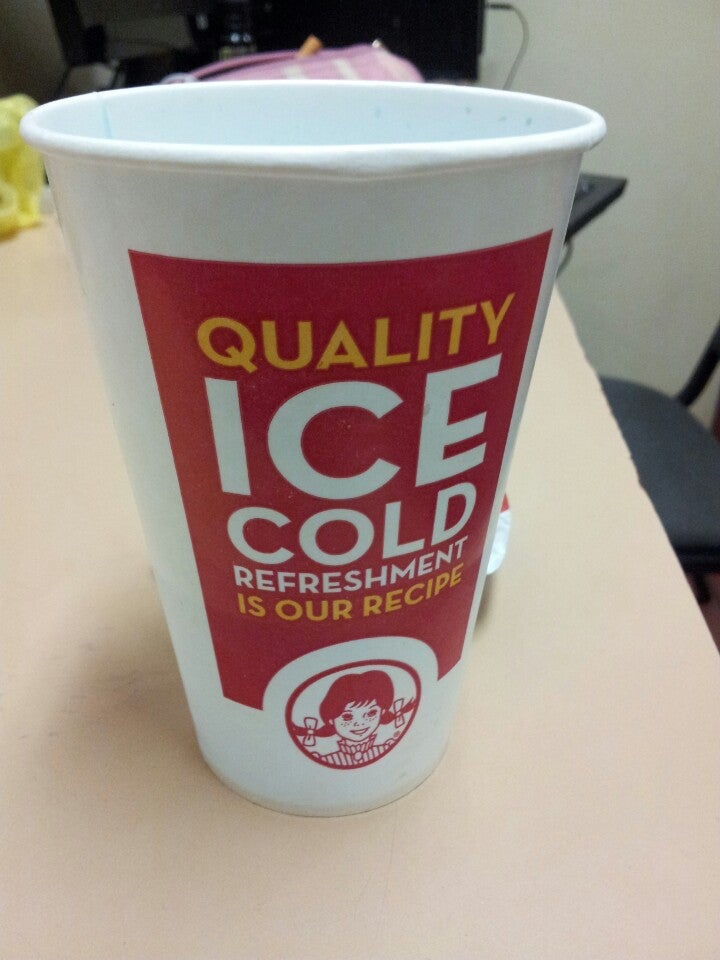 QUALITY
ICE
COLD
REFRESHMENT
IS OUR RECIPE